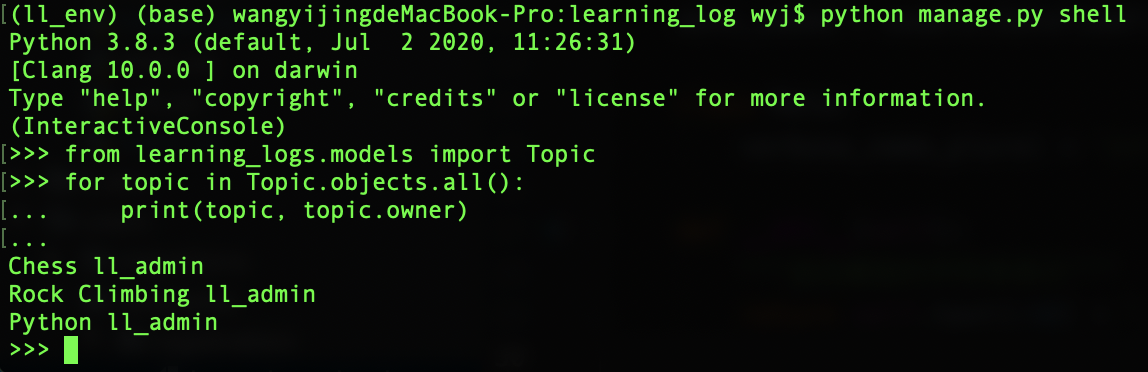 [(ll_env) (base) wangyijingdeMacBook-Pro:learning_log wyj$ python manage.py shell
Python 3.8.3 (default, Jul  2 2020, 11:26:31)
[Clang 10.0.0 ] on darwin
Type "help", "copyright", "credits" or "license" for more information.
(InteractiveConsole)
[>>> from learning_logs.models import Topic
[>>> for topic in Topic.objects.all():
[...     print(topic, topic.owner)
[...
Chess ll_admin
Rock Climbing ll_admin
Python ll_admin
>>>